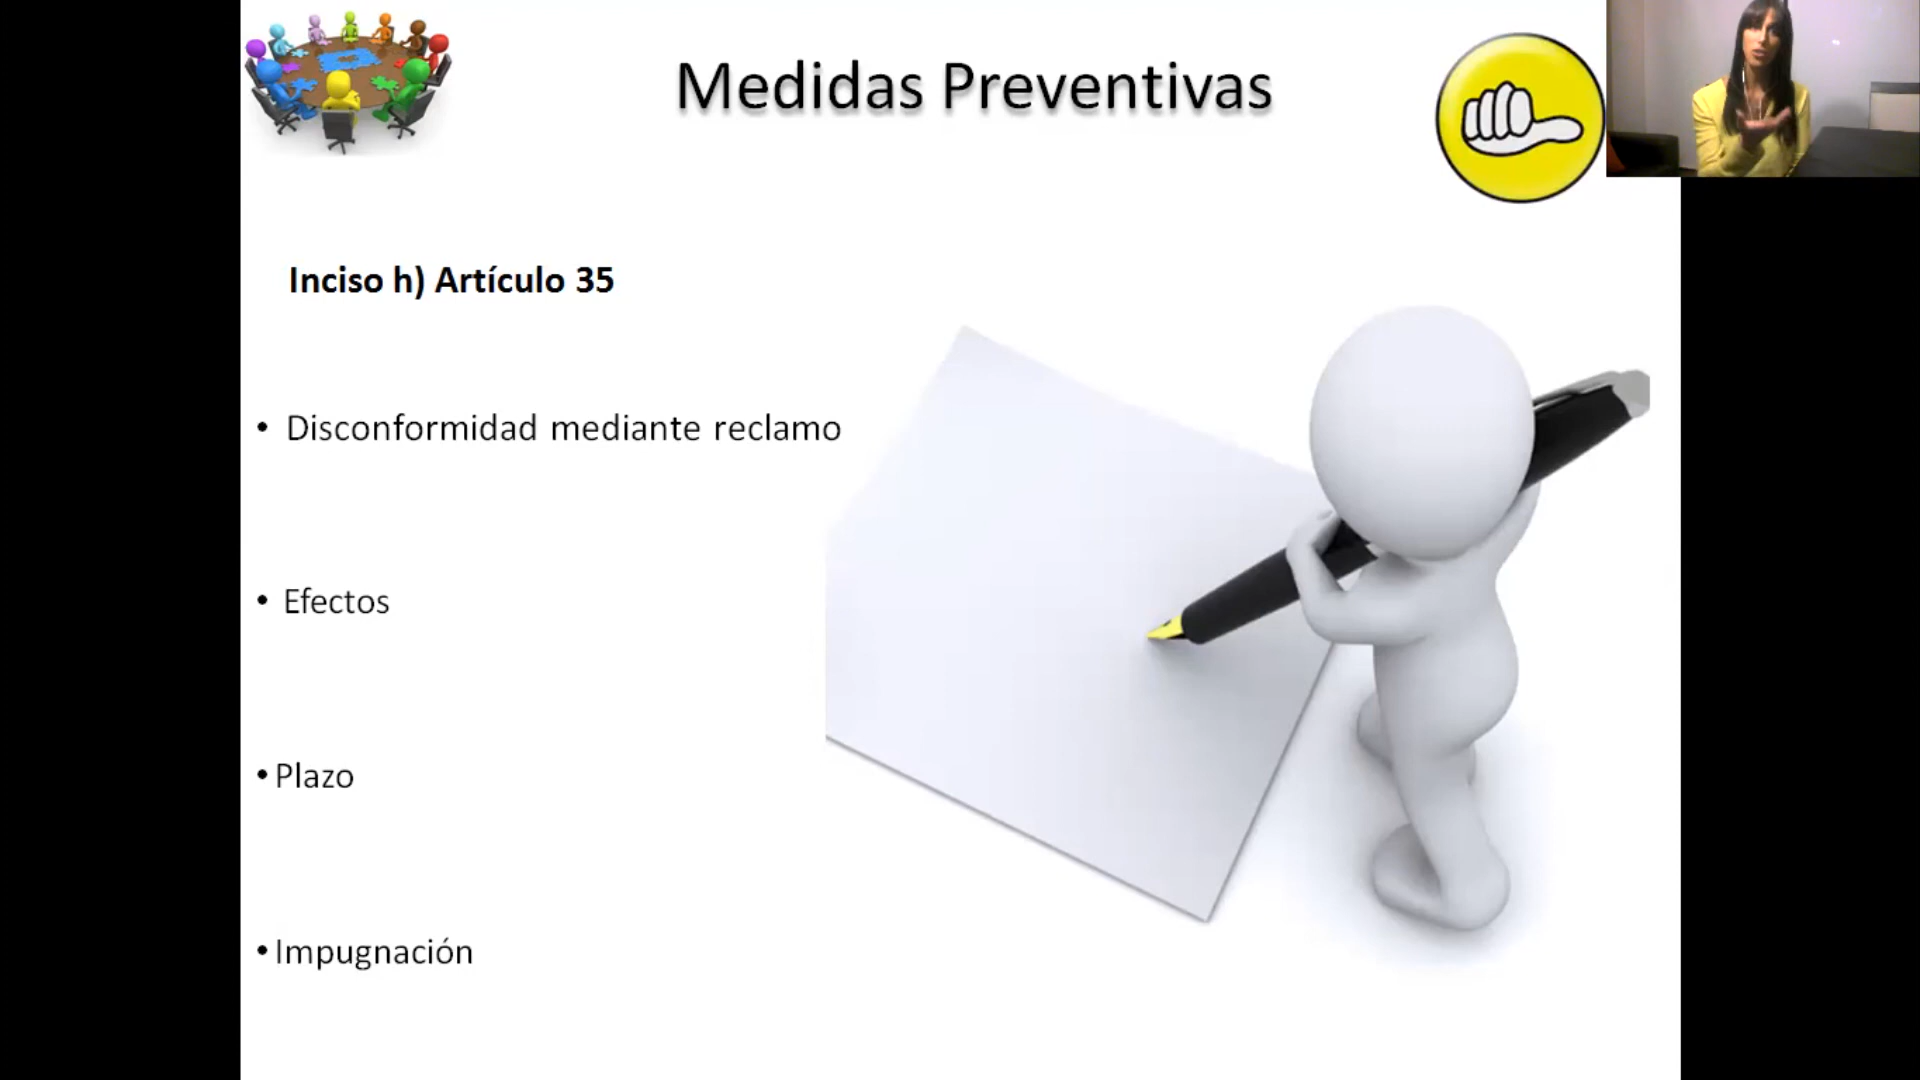 Medidas Preventivas
Inciso h) Artículo 35
• Disconformidad mediante reclamo
• Efectos
• Plazo
• Impugnación